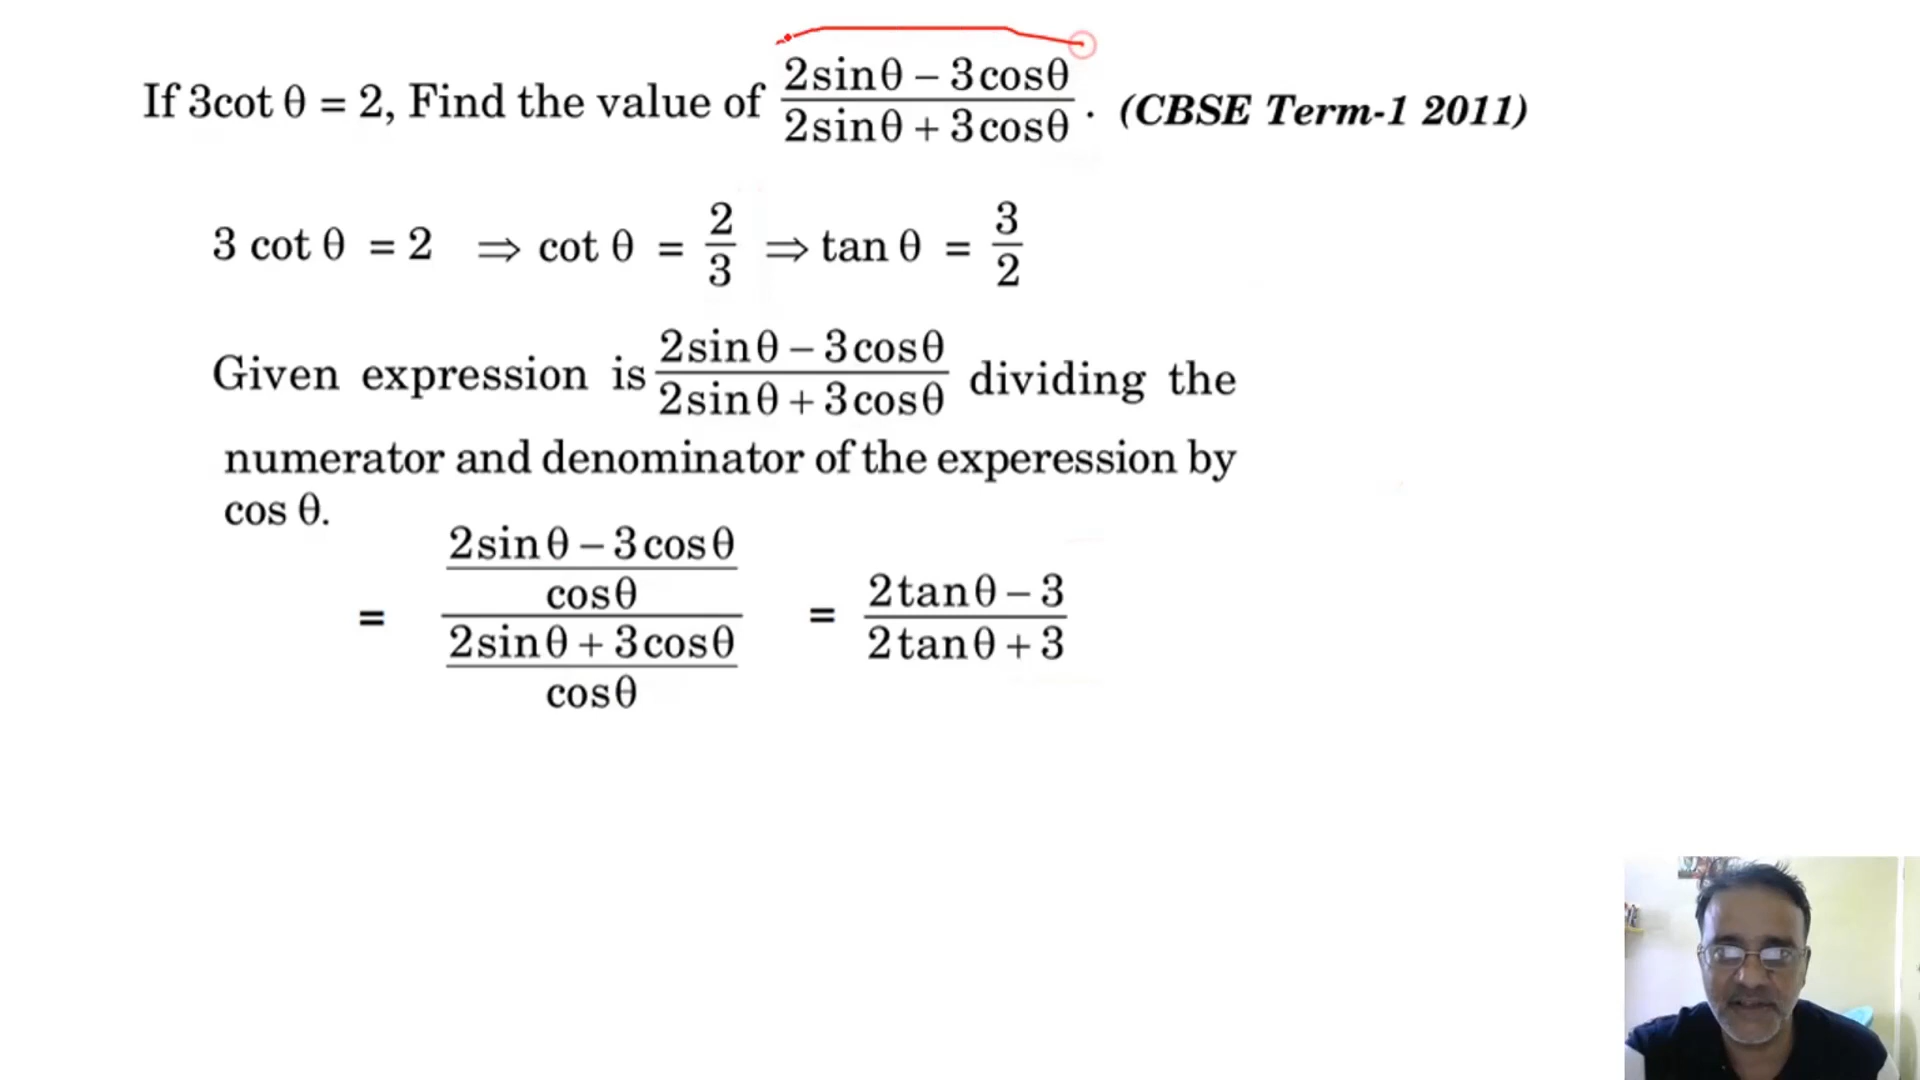 If 3cot θ = 2, Find the value of (2sinθ – 3cosθ)/(2sinθ + 3cosθ). (CBSE Term-1 2011)
3 cot θ = 2 ⇒ cot θ = 2/3 ⇒ tan θ = 3/2
Given expression is (2sinθ – 3cosθ)/(2sinθ + 3cosθ) dividing the
numerator and denominator of the experession by
cos θ.
= ((2sinθ – 3cosθ)/cosθ)/((2sinθ + 3cosθ)/cosθ) = (2tanθ – 3)/(2tanθ + 3)